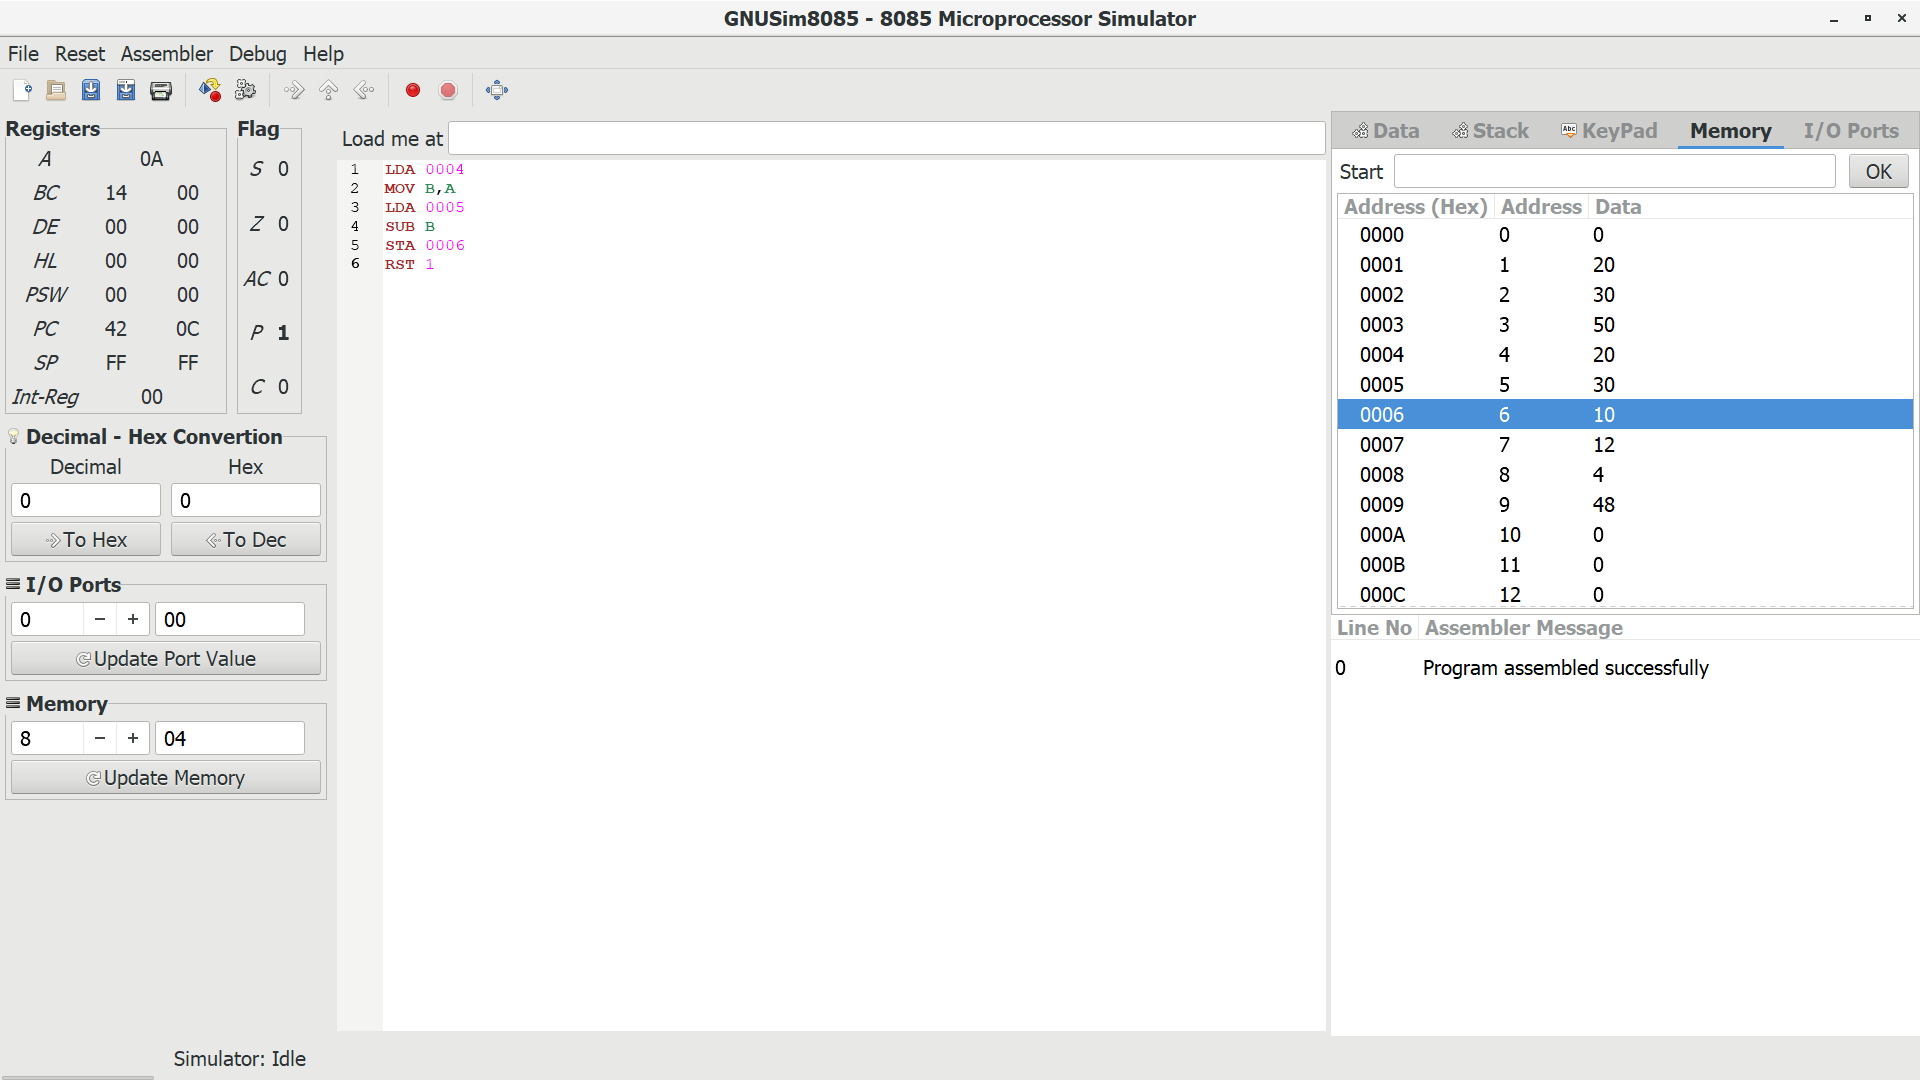 GNUSim8085 - 8085 Microprocessor Simulator
File Reset Assembler Debug Help
Registers
A 0A
BC 14 00
DE 00 00
HL 00 00
PSW 00 00
PC 42 0C
SP FF FF
Int-Reg 00
Flag
S 0
Z 0
AC 0
P 1
C 0
Decimal - Hex Convertion
Decimal Hex
0 0
To Hex To Dec
I/O Ports
0 − + 00
Update Port Value
Memory
8 − + 04
Update Memory
Load me at
1 LDA 0004
2 MOV B,A
3 LDA 0005
4 SUB B
5 STA 0006
6 RST 1
Data Stack Abc KeyPad Memory I/O Ports
Start OK
Address (Hex) Address Data
0000 0 0
0001 1 20
0002 2 30
0003 3 50
0004 4 20
0005 5 30
0006 6 10
0007 7 12
0008 8 4
0009 9 48
000A 10 0
000B 11 0
000C 12 0
Line No Assembler Message
0 Program assembled successfully
Simulator: Idle